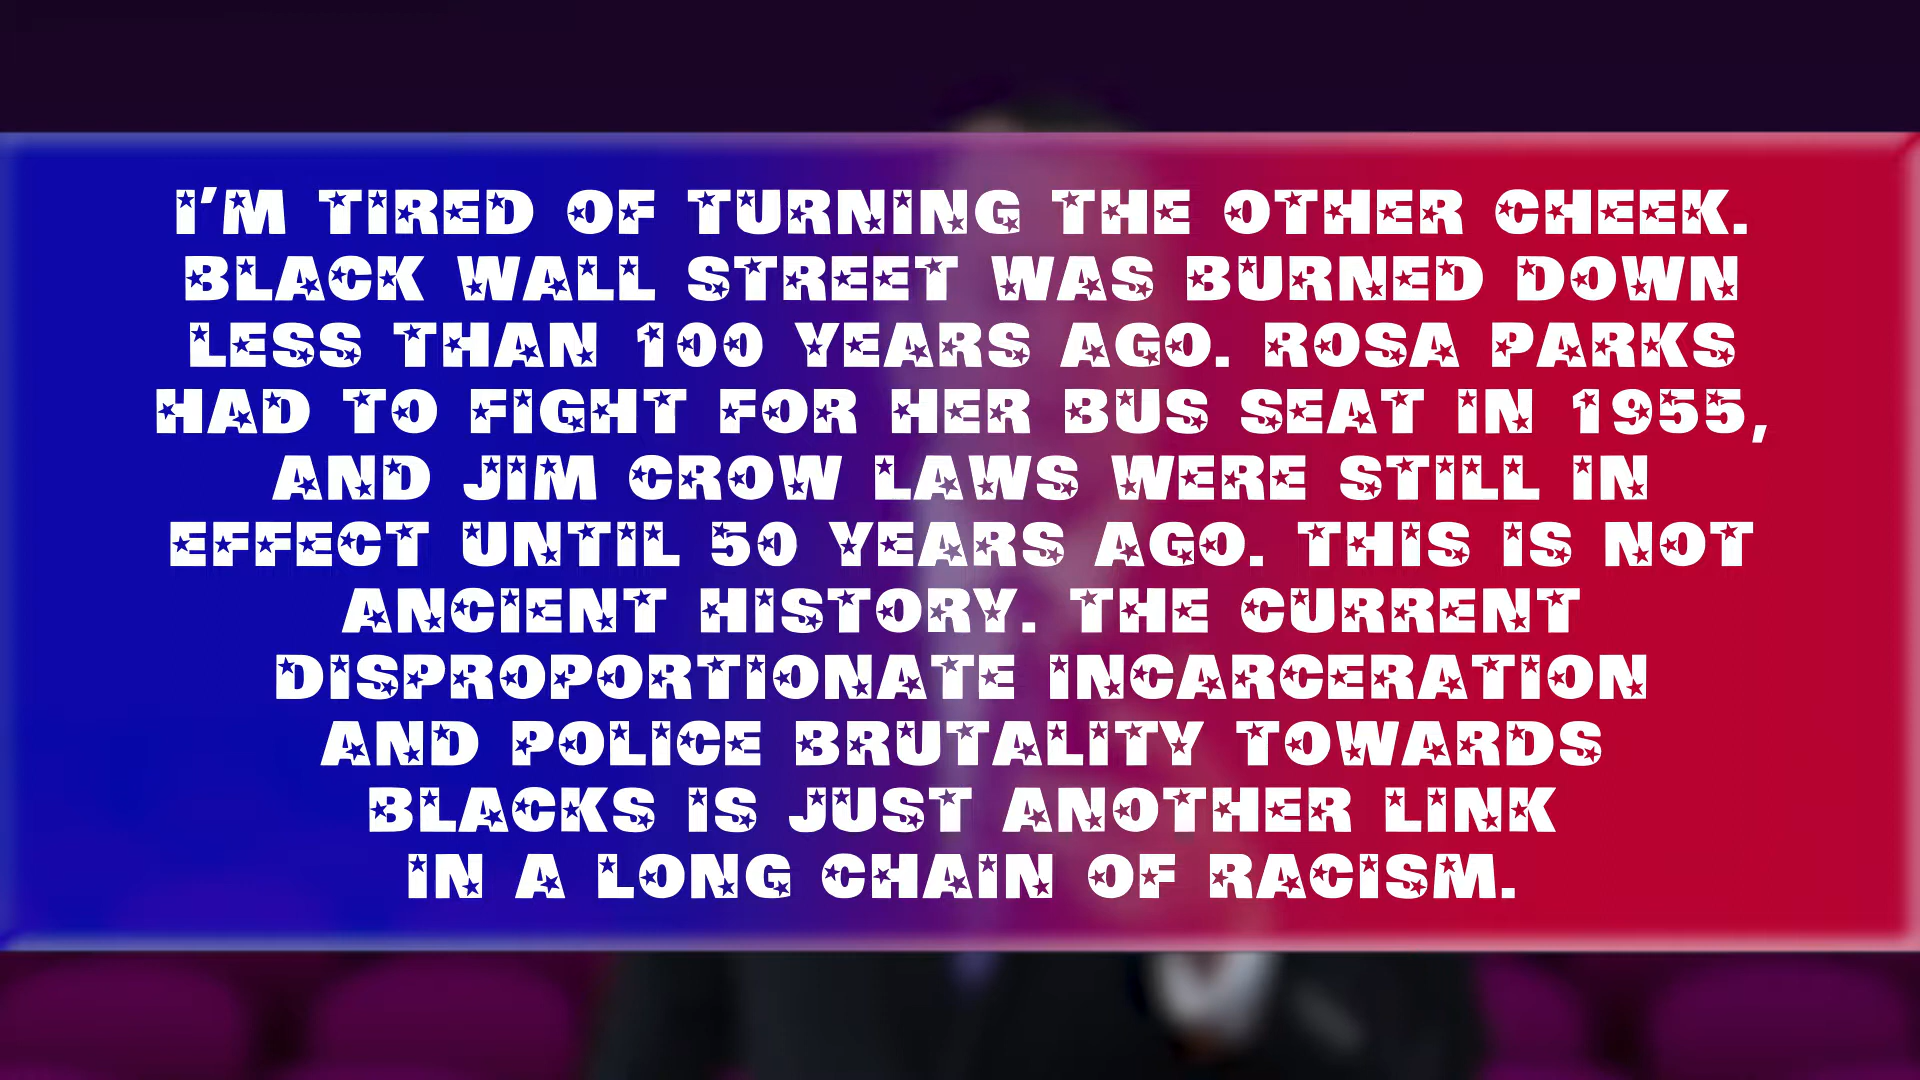 I'M TIRED OF TURNING THE OTHER CHEEK.
BLACK WALL STREET WAS BURNED DOWN
LESS THAN 100 YEARS AGO. ROSA PARKS
HAD TO FIGHT FOR HER BUS SEAT IN 1955,
AND JIM CROW LAWS WERE STILL IN
EFFECT UNTIL 50 YEARS AGO. THIS IS NOT
ANCIENT HISTORY. THE CURRENT
DISPROPORTIONATE INCARCERATION
AND POLICE BRUTALITY TOWARDS
BLACKS IS JUST ANOTHER LINK
IN A LONG CHAIN OF RACISM.